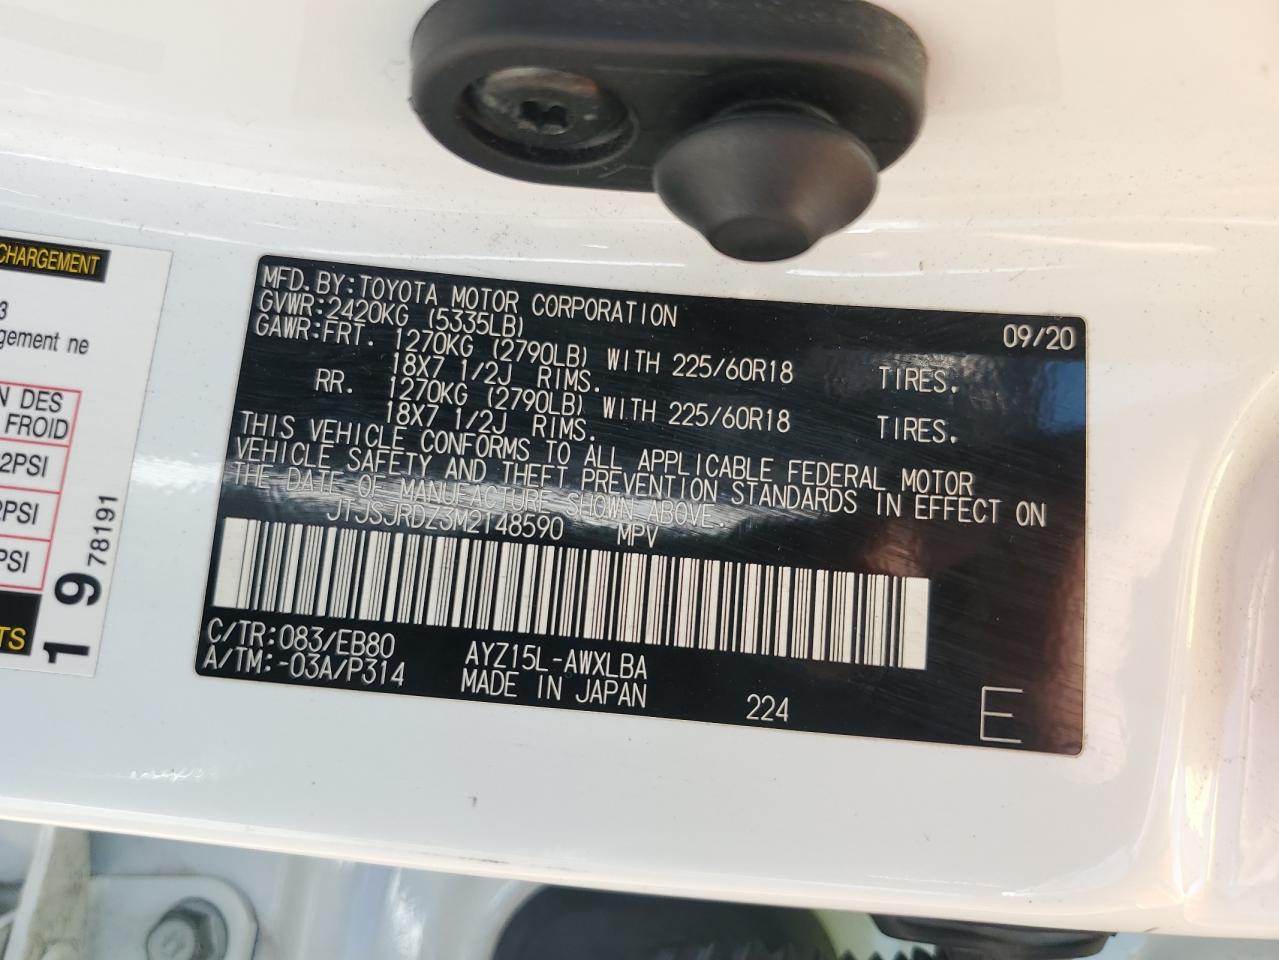 CHARGEMENT
3
gement ne
N DES
FROID
2PSI
2PSI
PSI
TS
19 78191
MFD.BY:TOYOTA MOTOR CORPORATION 09/20
GVWR:2420KG (5335LB)
GAWR:FRT. 1270KG (2790LB) WITH 225/60R18 TIRES.
18X7 1/2J RIMS.
RR. 1270KG (2790LB) WITH 225/60R18 TIRES.
18X7 1/2J RIMS.
THIS VEHICLE CONFORMS TO ALL APPLICABLE FEDERAL MOTOR
VEHICLE SAFETY AND THEFT PREVENTION STANDARDS IN EFFECT ON
THE DATE OF MANUFACTURE SHOWN ABOVE.
JTJSJRDZ3M2148590 MPV
C/TR:083/EB80 AYZ15L-AWXLBA
A/TM:-03A/P314 MADE IN JAPAN 224 E